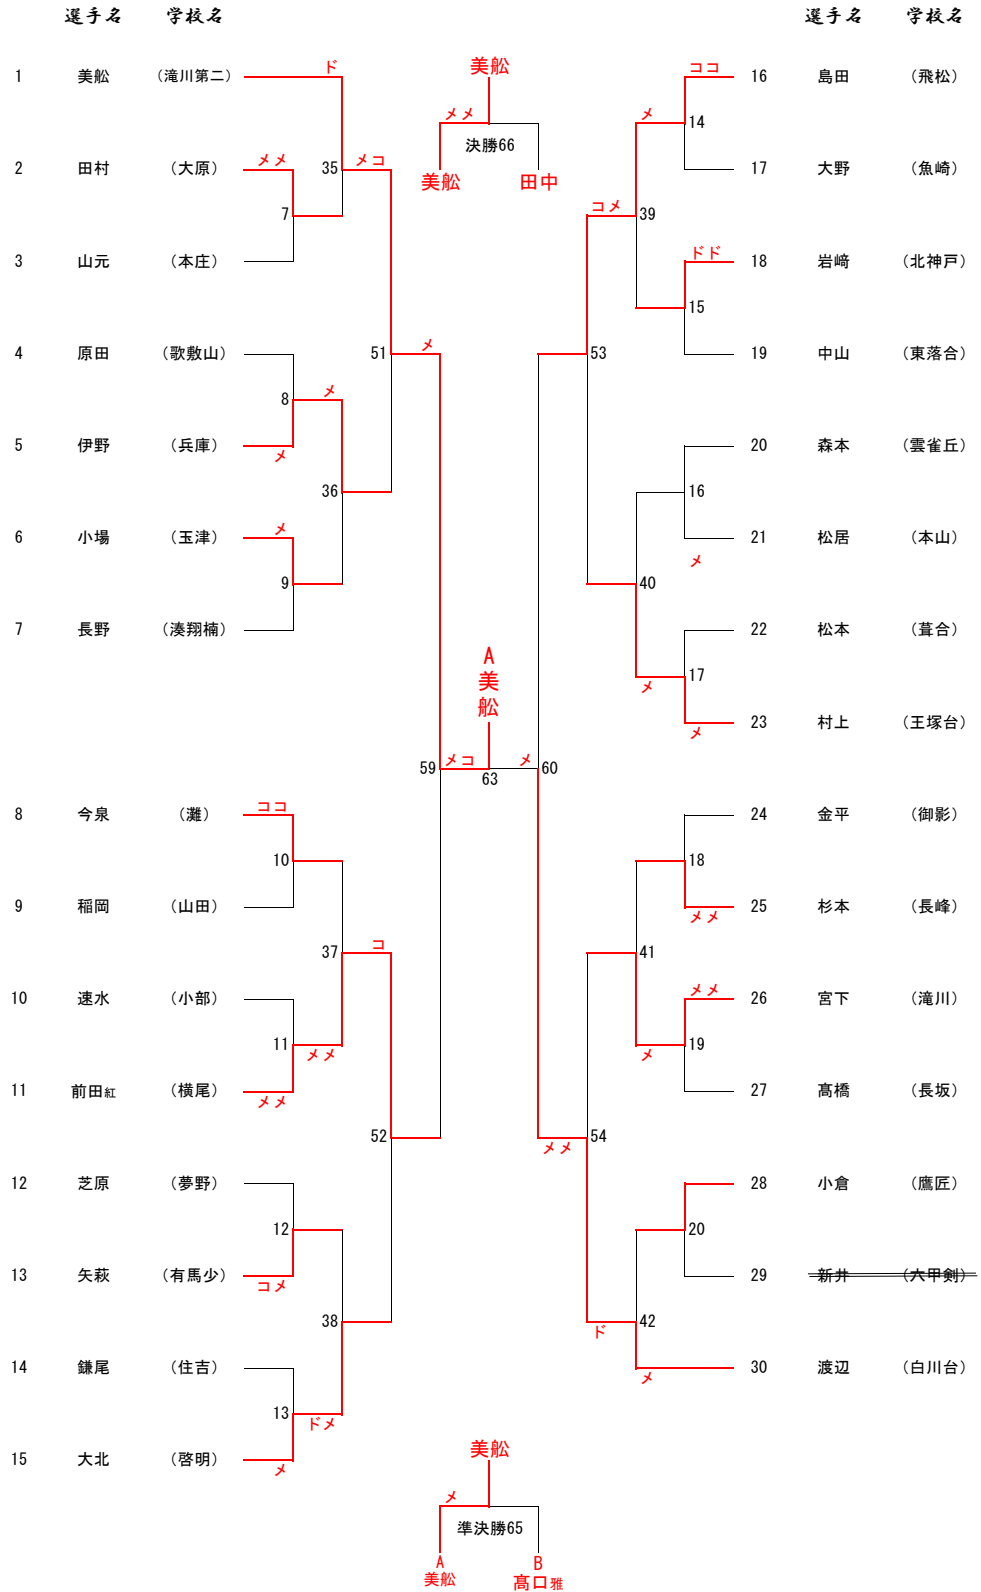 選手名 学校名 選手名 学校名
1 美舩 （滝川第二） ド 美舩 ココ 16 島田 （飛松）
メメ メ 14
決勝66
2 田村 （大原） メメ 35 メコ 美舩 田中 17 大野 （魚崎）
7 コメ 39
3 山元 （本庄） ドド 18 岩﨑 （北神戸）
15
4 原田 （歌敷山） 51 メ 53 19 中山 （東落合）
8 メ
5 伊野 （兵庫） メ 20 森本 （雲雀丘）
36 16
6 小場 （玉津） メ 21 松居 （本山）
メ
9 40
7 長野 （湊翔楠） 22 松本 （葺合）
A
美
舩
17
メ
23 村上 （王塚台）
メ
59 メコ 63 メ 60
8 今泉 （灘） ココ 24 金平 （御影）
10 18
9 稲岡 （山田） 25 杉本 （長峰）
メメ
37 コ 41
10 速水 （小部） メメ 26 宮下 （滝川）
11 メメ メ 19
11 前田紅 （横尾） メメ 27 髙橋 （長坂）
52 メメ 54
12 芝原 （夢野） 28 小倉 （鷹匠）
12 20
13 矢萩 （有馬少） コメ 29 新井 （六甲剣）
38 ド 42
14 鎌尾 （住吉） メ 30 渡辺 （白川台）
13 ドメ
15 大北 （啓明） メ 美舩
メ
準決勝65
A B
美舩 髙口雅